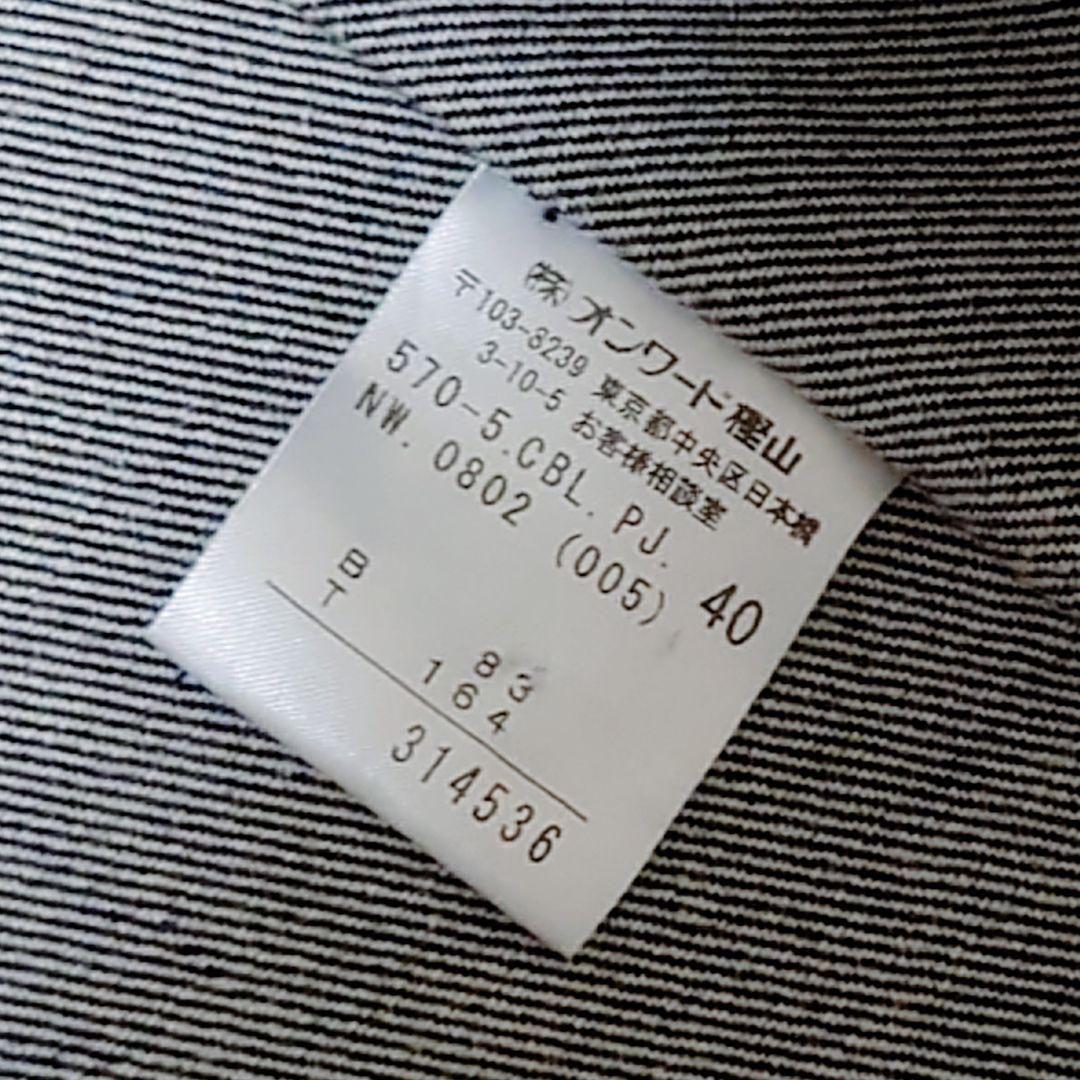 ㈱オンワード樫山
〒103-8239 東京都中央区日本橋
3-10-5 お客様相談室
570-5.CBL.PJ.
NW.0802 (005) 40
B 83
T 164
314536